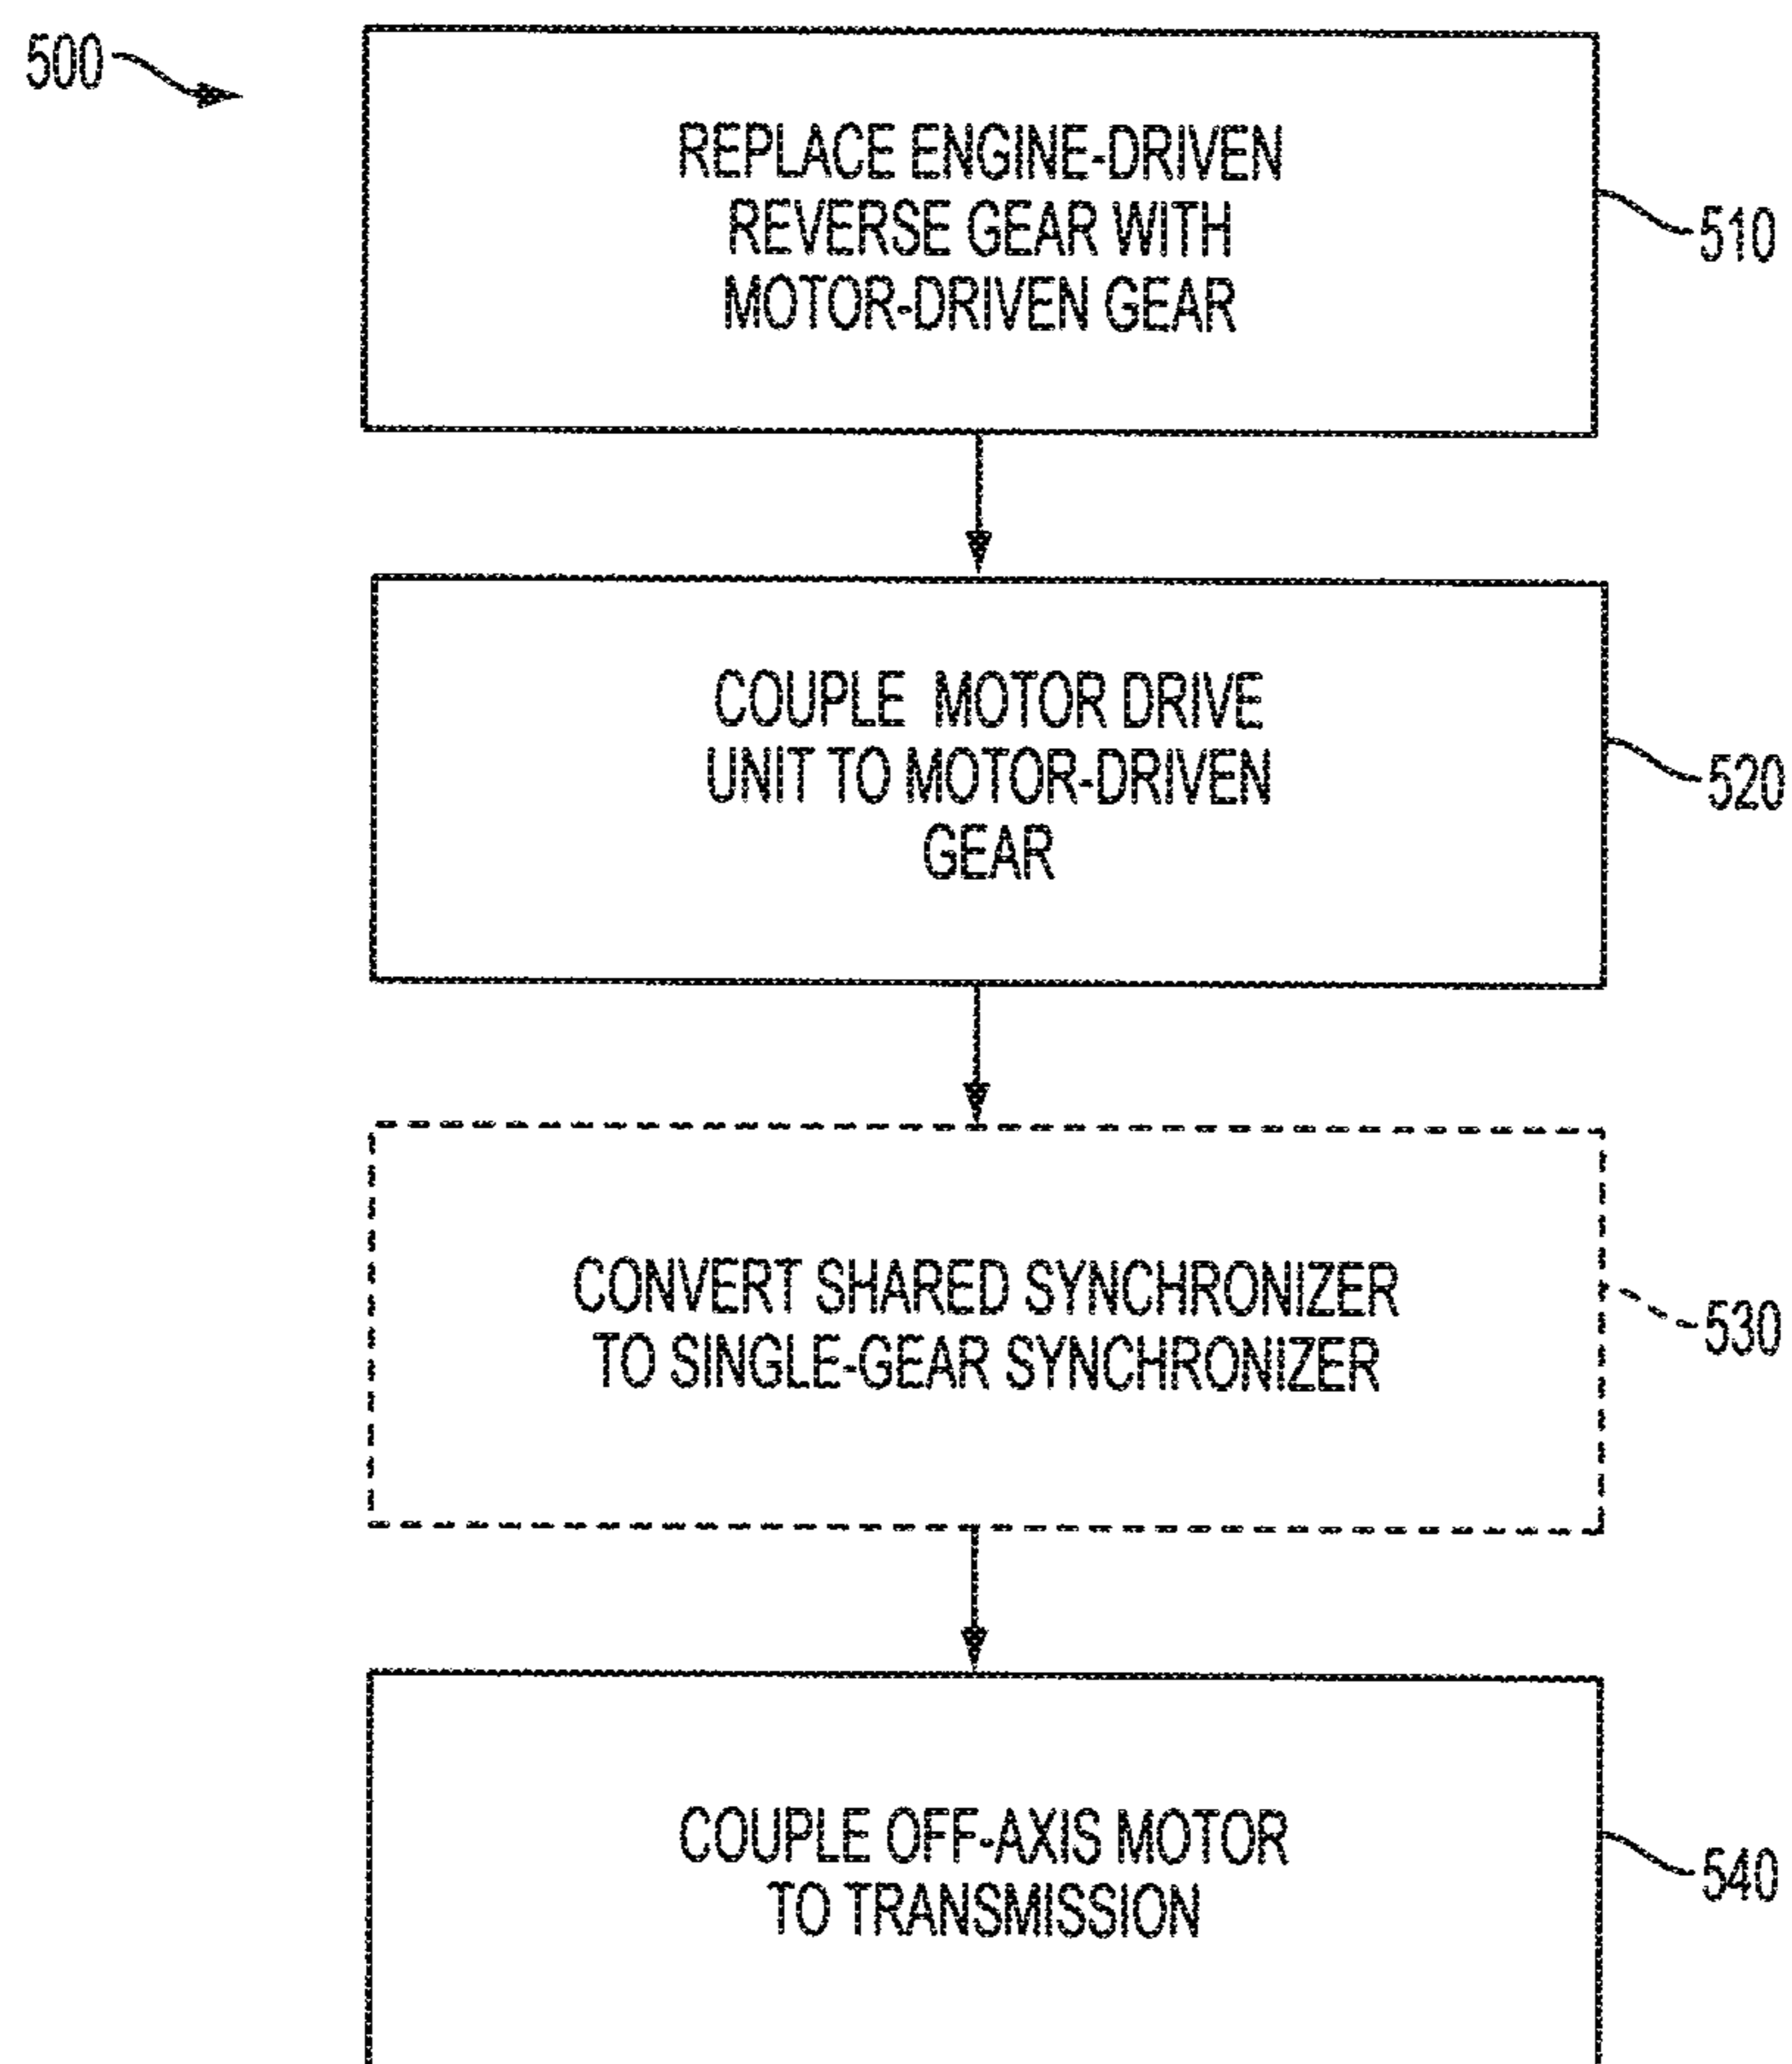 500
REPLACE ENGINE-DRIVEN
REVERSE GEAR WITH
MOTOR-DRIVEN GEAR
510
COUPLE MOTOR DRIVE
UNIT TO MOTOR-DRIVEN
GEAR
520
CONVERT SHARED SYNCHRONIZER
TO SINGLE-GEAR SYNCHRONIZER
530
COUPLE OFF-AXIS MOTOR
TO TRANSMISSION
540